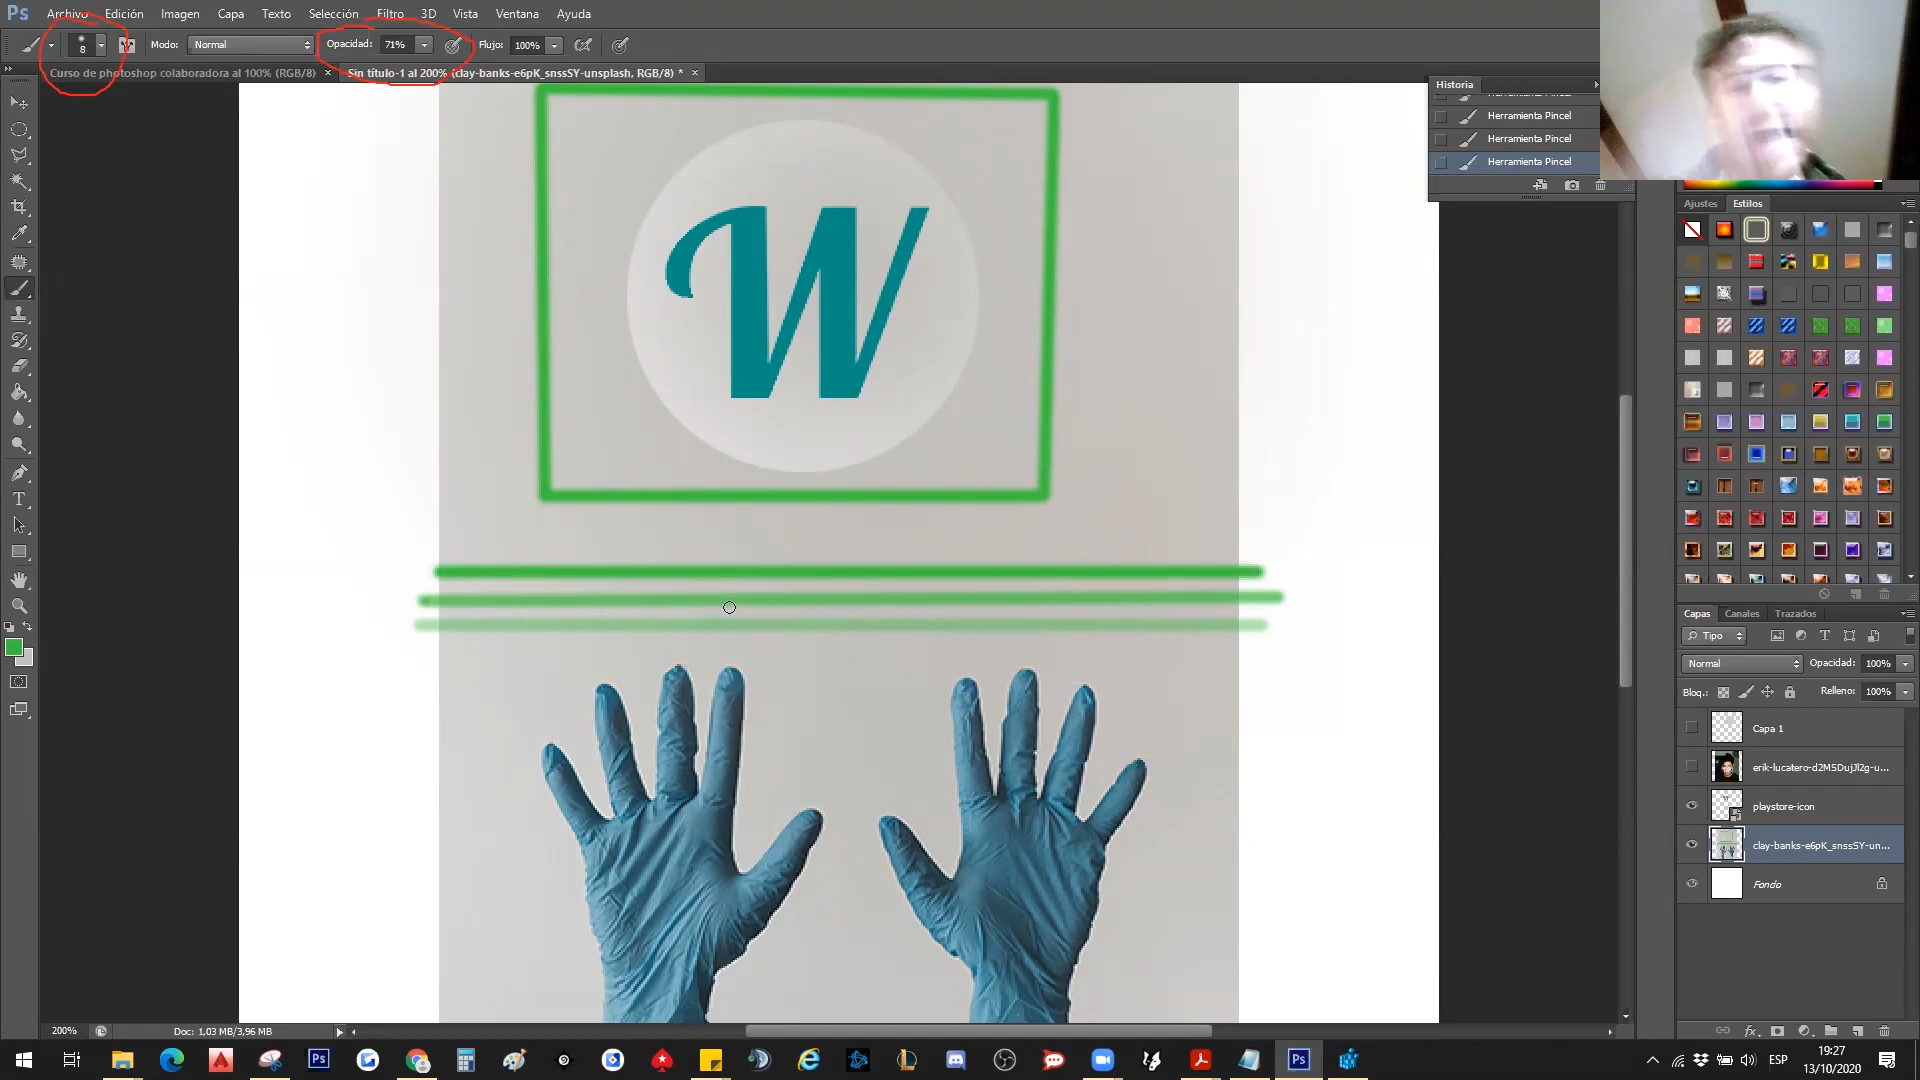 Ps Archivo Edición Imagen Capa Texto Selección Filtro 3D Vista Ventana Ayuda
8 Modo: Normal Opacidad: 71% Flujo: 100%
Curso de photoshop colaboradora al 100% (RGB/8) × Sin título-1 al 200% (clay-banks-e6pK_snssSY-unsplash, RGB/8) * ×
Historia
Herramienta Pincel
Herramienta Pincel
Herramienta Pincel
Ajustes Estilos
W
Capas Canales Trazados
Tipo
Normal Opacidad: 100%
Bloq.: Relleno: 100%
Capa 1
erik-lucatero-d2MSDujJl2g-u...
playstore-icon
clay-banks-e6pK_snssSY-un...
Fondo
fx
200% Doc: 1,03 MB/3,96 MB
Ps Ps ESP 19:27
13/10/2020